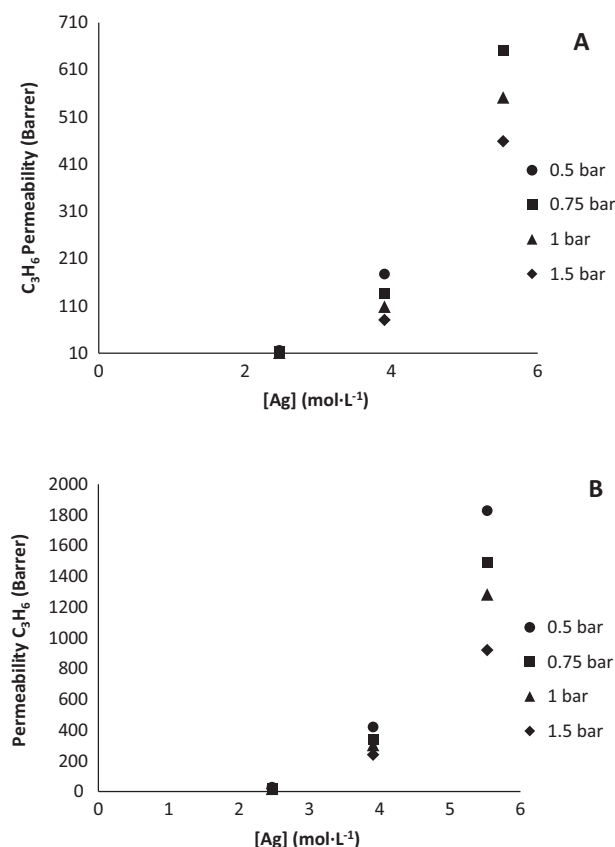 A
710
610
510
410
310
210
110
10
C₃H₆ Permeability (Barrer)
0.5 bar
0.75 bar
1 bar
1.5 bar
0 2 4 6
[Ag] (mol·L⁻¹)
B
2000
1800
1600
1400
1200
1000
800
600
400
200
0
Permeability C₃H₆ (Barrer)
0.5 bar
0.75 bar
1 bar
1.5 bar
0 1 2 3 4 5 6
[Ag] (mol·L⁻¹)